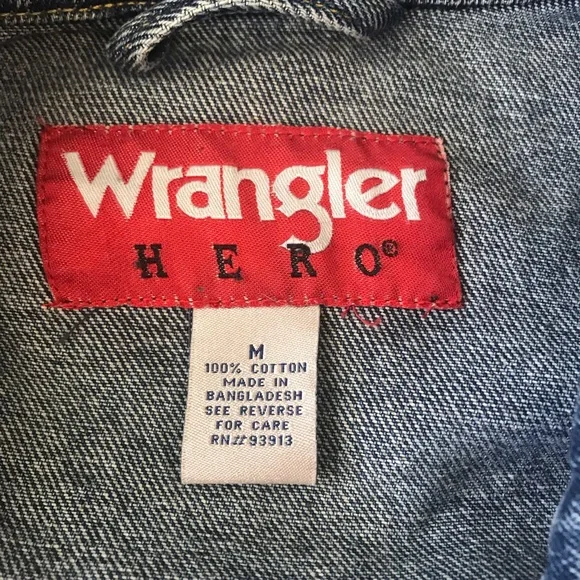 Wrangler
HERO®
M
100% COTTON
MADE IN
BANGLADESH
SEE REVERSE
FOR CARE
RN# 93913